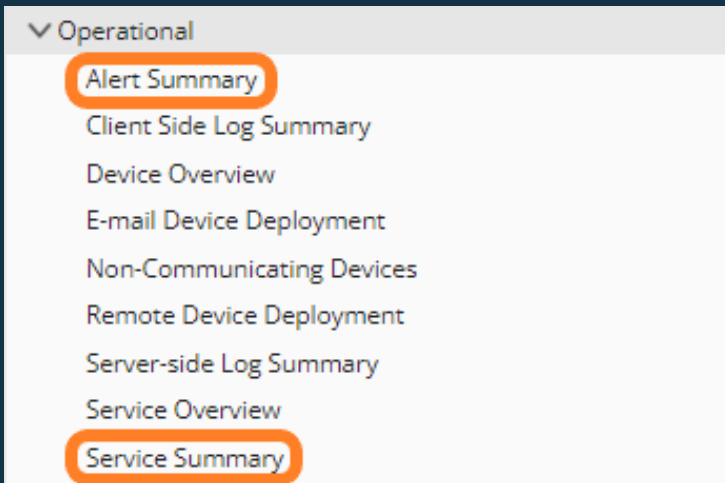 Operational
Alert Summary
Client Side Log Summary
Device Overview
E-mail Device Deployment
Non-Communicating Devices
Remote Device Deployment
Server-side Log Summary
Service Overview
Service Summary